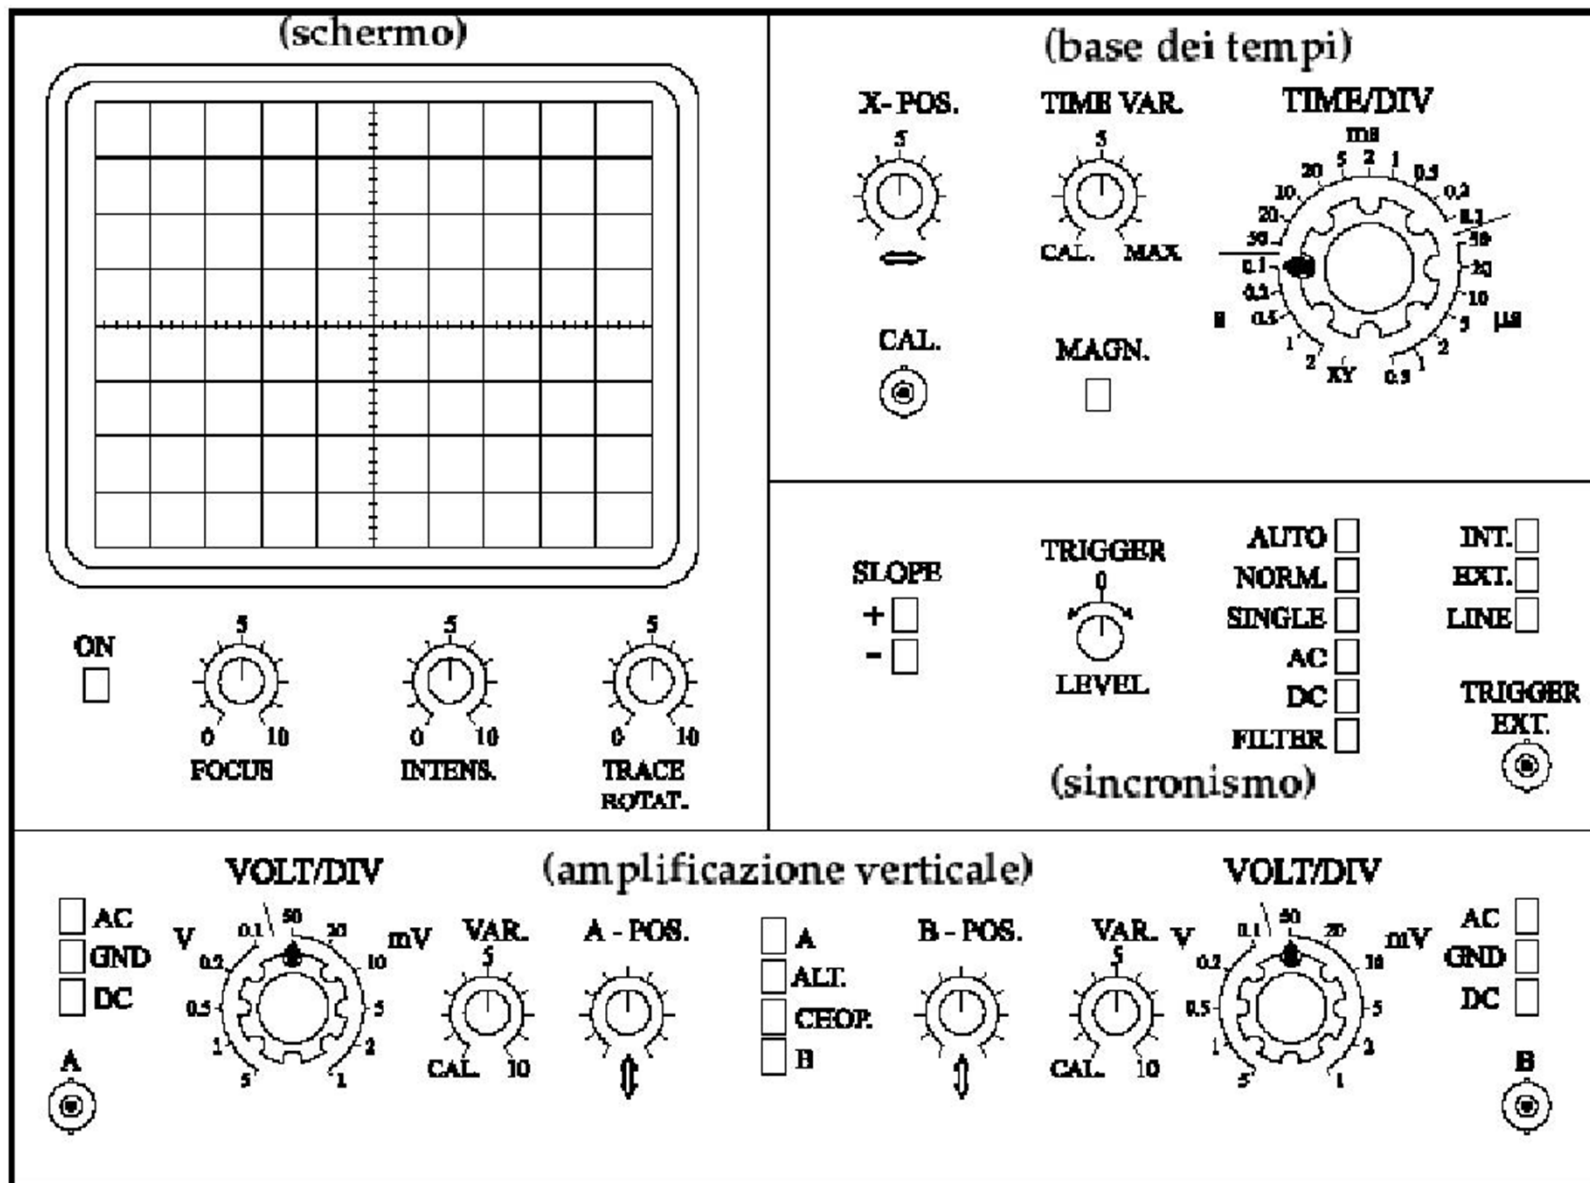 (schermo)
ON
5
0 10
FOCUS
5
0 10
INTENS.
5
0 10
TRACE
ROTAT.
(base dei tempi)
X- POS.
5
TIME VAR.
5
CAL. MAX
TIME/DIV
ms
50
20
10
20
5
2
1
0.5
0.2
0.1
50
20
10
5
2
1
0.5
µs
XY
2
1
0.5
0.2
0.1
s
CAL.
MAGN.
SLOPE
+
-
TRIGGER
0
LEVEL
AUTO
NORM.
SINGLE
AC
DC
FILTER
INT.
EXT.
LINE
TRIGGER
EXT.
(sincronismo)
(amplificazione verticale)
AC
GND
DC
A
VOLT/DIV
V
mV
5
1
0.5
0.2
0.1
50
20
10
5
2
1
VAR.
5
CAL. 10
A - POS.
A
ALT.
CHOP.
B
B - POS.
VAR.
5
CAL. 10
VOLT/DIV
V
mV
5
1
0.5
0.2
0.1
50
20
10
5
2
1
AC
GND
DC
B